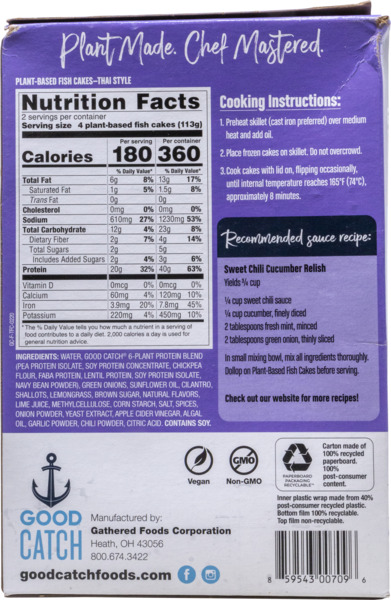 Plant Made. Chef Mastered.
PLANT-BASED FISH CAKES–THAI STYLE
Nutrition Facts
2 servings per container
Serving size 4 plant-based fish cakes (113g)
Per serving Per container
Calories 180 360
% Daily Value* % Daily Value*
Total Fat 6g 8% 13g 17%
Saturated Fat 1g 5% 1.5g 8%
Trans Fat 0g 0g
Cholesterol 0mg 0% 0mg 0%
Sodium 610mg 27% 1230mg 53%
Total Carbohydrate 12g 4% 23g 8%
Dietary Fiber 2g 7% 4g 14%
Total Sugars 2g 5g
Includes Added Sugars 2g 4% 3g 6%
Protein 20g 32% 40g 63%
Vitamin D 0mcg 0% 0mcg 0%
Calcium 60mg 4% 120mg 10%
Iron 3.9mg 20% 7.8mg 45%
Potassium 220mg 4% 450mg 10%
*The % Daily Value tells you how much a nutrient in a serving of
food contributes to a daily diet. 2,000 calories a day is used for
general nutrition advice.
INGREDIENTS: WATER, GOOD CATCH® 6-PLANT PROTEIN BLEND
(PEA PROTEIN ISOLATE, SOY PROTEIN CONCENTRATE, CHICKPEA
FLOUR, FABA PROTEIN, LENTIL PROTEIN, SOY PROTEIN ISOLATE,
NAVY BEAN POWDER), GREEN ONIONS, SUNFLOWER OIL, CILANTRO,
SHALLOTS, LEMONGRASS, BROWN SUGAR, NATURAL FLAVORS,
LIME JUICE, METHYLCELLULOSE, CORN STARCH, SALT, SPICES,
ONION POWDER, YEAST EXTRACT, APPLE CIDER VINEGAR, ALGAL
OIL, GARLIC POWDER, CHILI POWDER, CITRIC ACID. CONTAINS SOY.
Cooking Instructions:
1. Preheat skillet (cast iron preferred) over medium
heat and add oil.
2. Place frozen cakes on skillet. Do not overcrowd.
3. Cook cakes with lid on, flipping occasionally,
until internal temperature reaches 165°F (74°C),
approximately 8 minutes.
Recommended sauce recipe:
Sweet Chili Cucumber Relish
Yields ¾ cup
¼ cup sweet chili sauce
¼ cup cucumber, finely diced
2 tablespoons fresh mint, minced
2 tablespoons green onion, thinly sliced
In small mixing bowl, mix all ingredients thoroughly.
Dollop on Plant-Based Fish Cakes before serving.
Check out our website for more recipes!
GOOD
CATCH
Manufactured by:
Gathered Foods Corporation
Heath, OH 43056
800.674.3422
goodcatchfoods.com
Vegan
GMO
Non-GMO
PAPERBOARD
PACKAGING
RECYCLABLE™
Carton made of
100% recycled
paperboard.
100%
post-consumer
content.
Inner plastic wrap made from 40%
post-consumer recycled plastic.
Bottom film 100% recyclable.
Top film non-recyclable.
8 59543 00709 6